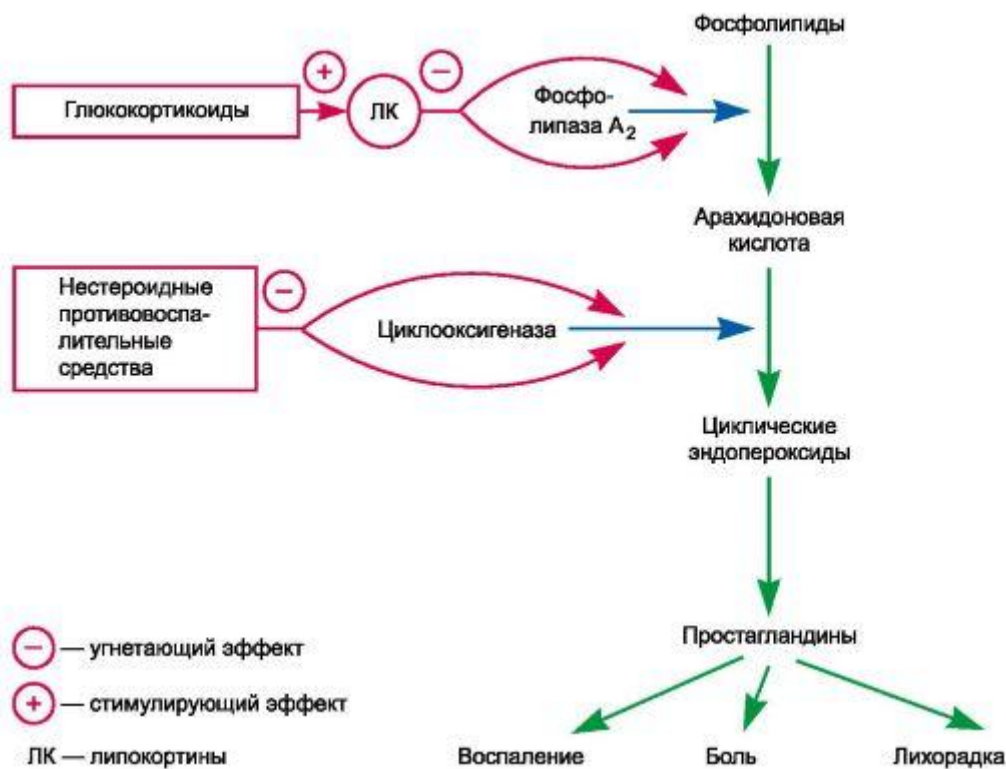 Фосфолипиды
+
−
Глюкокортикоиды
ЛК
Фосфо-
липаза A2
Арахидоновая
кислота
−
Нестероидные
противовоспа-
лительные
средства
Циклооксигеназа
Циклические
эндопероксиды
Простагландины
− — угнетающий эффект
+ — стимулирующий эффект
ЛК — липокортины
Воспаление
Боль
Лихорадка